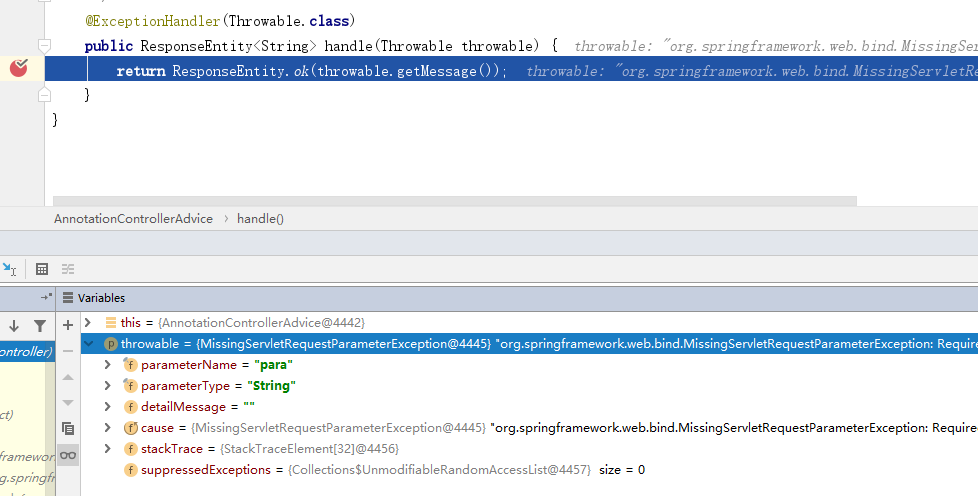 @ExceptionHandler(Throwable.class)
public ResponseEntity<String> handle(Throwable throwable) { throwable: "org.springframework.web.bind.MissingServ
return ResponseEntity.ok(throwable.getMessage()); throwable: "org.springframework.web.bind.MissingServletRe
}
}
AnnotationControllerAdvice › handle()
Variables
this = {AnnotationControllerAdvice@4442}
ontroller)
throwable = {MissingServletRequestParameterException@4445} "org.springframework.web.bind.MissingServletRequestParameterException: Require
parameterName = "para"
parameterType = "String"
detailMessage = ""
ct)
cause = {MissingServletRequestParameterException@4445} "org.springframework.web.bind.MissingServletRequestParameterException: Require
stackTrace = {StackTraceElement[32]@4456}
framewor
suppressedExceptions = {Collections$UnmodifiableRandomAccessList@4457} size = 0
g.springf